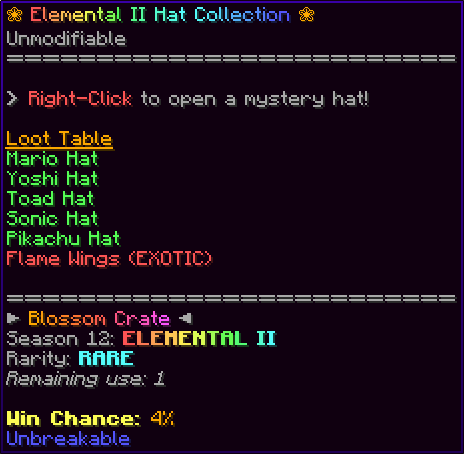 ❀ Elemental II Hat Collection ❀
Unmodifiable
==================================
> Right-Click to open a mystery hat!
Loot Table
Mario Hat
Yoshi Hat
Toad Hat
Sonic Hat
Pikachu Hat
Flame Wings (EXOTIC)
==================================
► Blossom Crate ◄
Season 12: ELEMENTAL II
Rarity: RARE
Remaining use: 1
Win Chance: 4%
Unbreakable